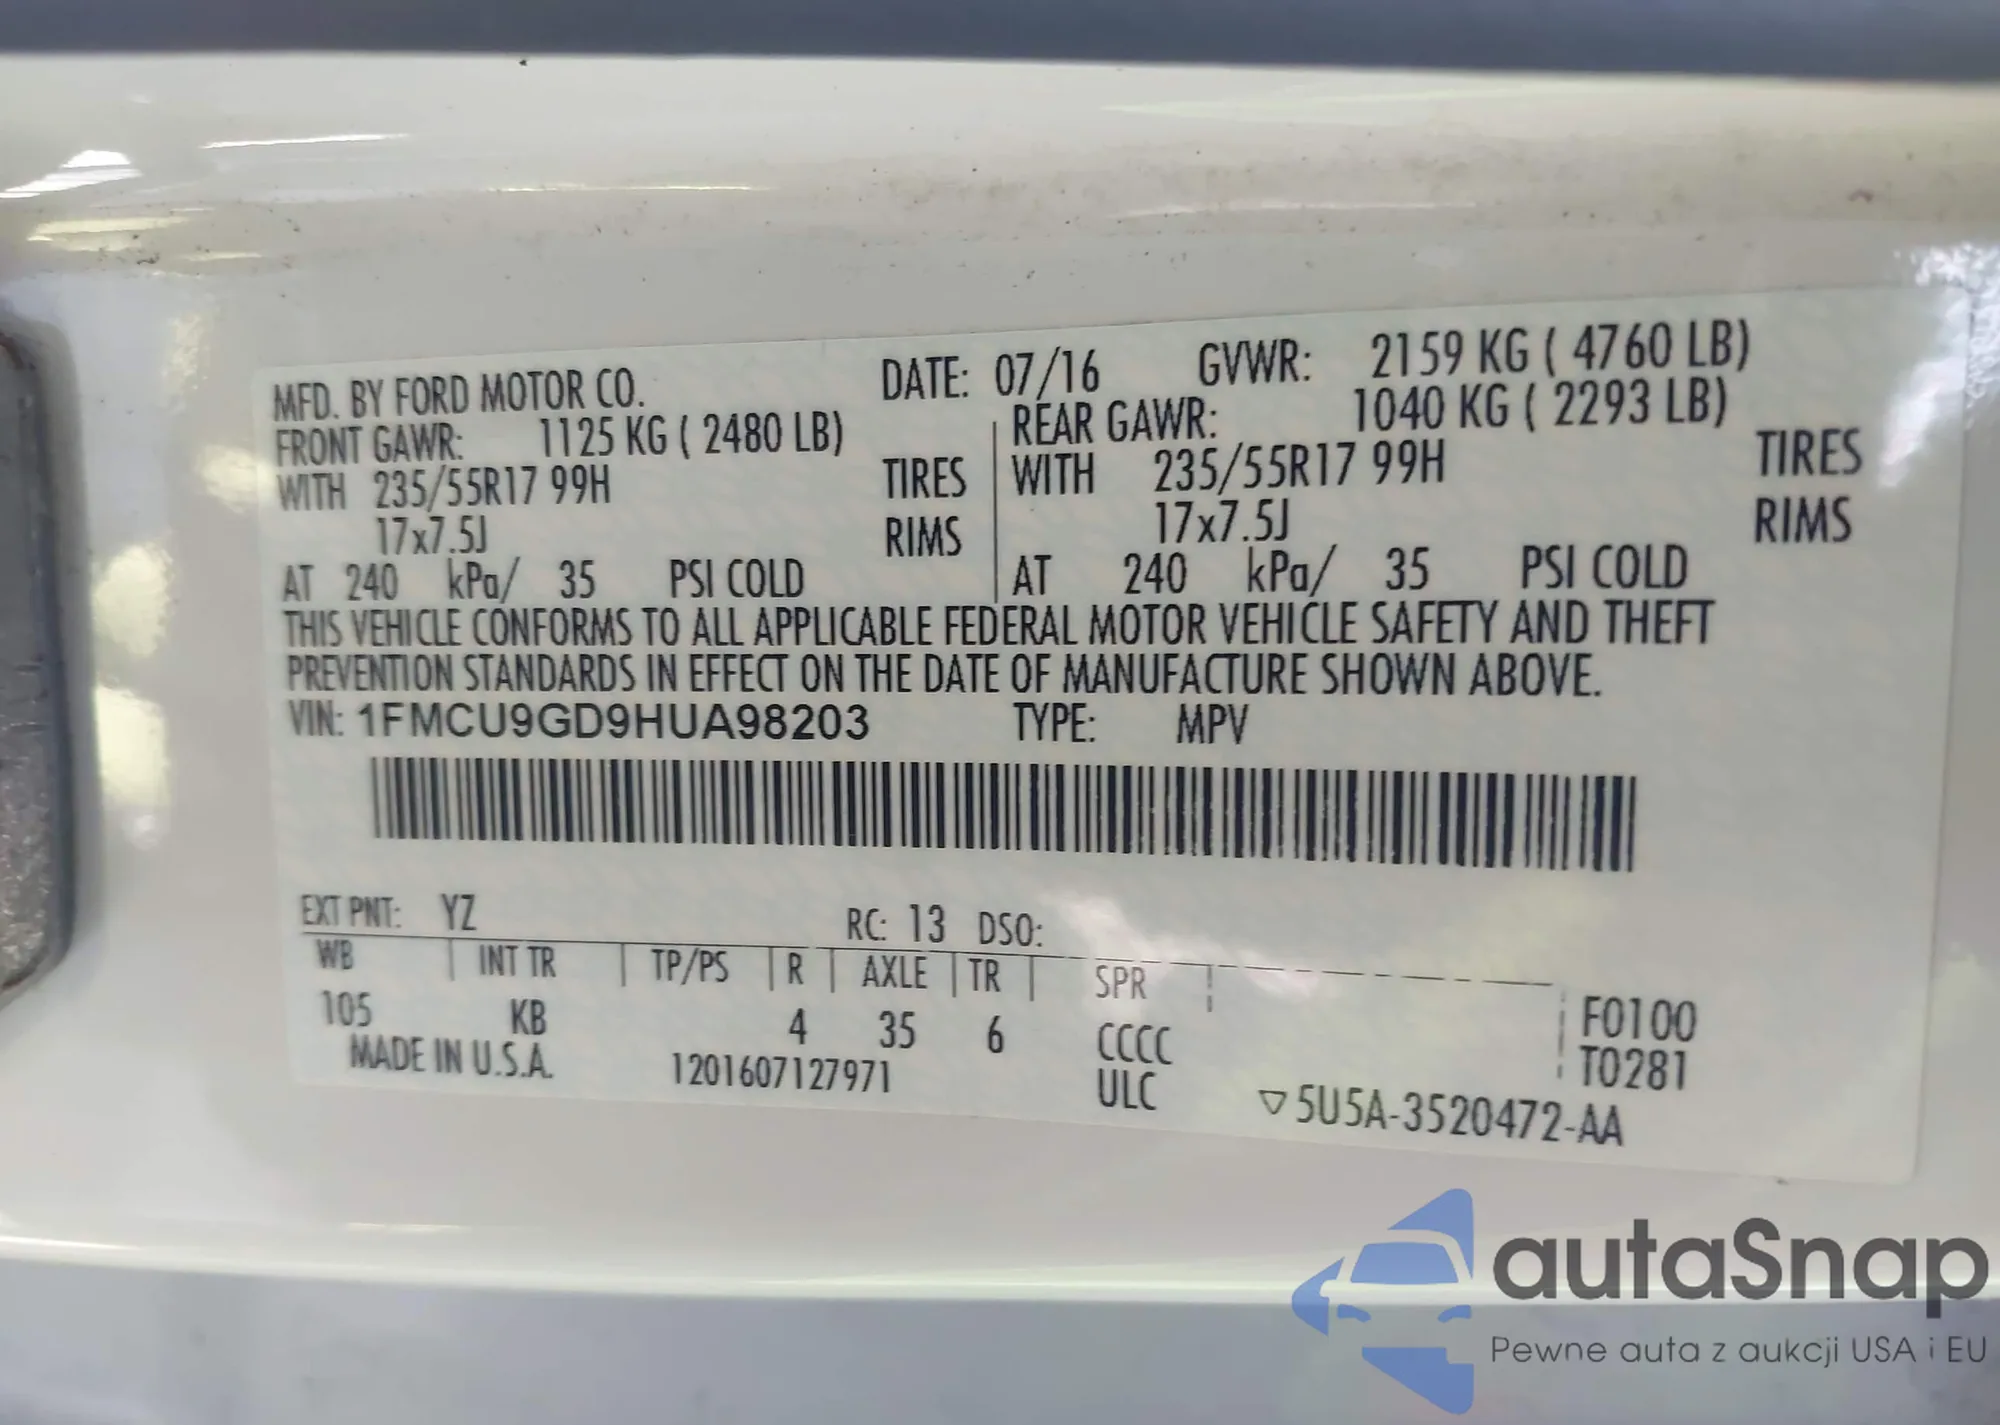 MFD. BY FORD MOTOR CO. DATE: 07/16 GVWR: 2159 KG ( 4760 LB)
FRONT GAWR: 1125 KG ( 2480 LB) REAR GAWR: 1040 KG ( 2293 LB)
WITH 235/55R17 99H TIRES WITH 235/55R17 99H TIRES
17x7.5J RIMS 17x7.5J RIMS
AT 240 kPa/ 35 PSI COLD AT 240 kPa/ 35 PSI COLD
THIS VEHICLE CONFORMS TO ALL APPLICABLE FEDERAL MOTOR VEHICLE SAFETY AND THEFT
PREVENTION STANDARDS IN EFFECT ON THE DATE OF MANUFACTURE SHOWN ABOVE.
VIN: 1FMCU9GD9HUA98203 TYPE: MPV
EXT PNT: YZ RC: 13 DSO:
WB INT TR TP/PS R AXLE TR SPR
105 KB 4 35 6 CCCC F0100
MADE IN U.S.A. 1201607127971 ULC T0281
▽5U5A-3520472-AA
autaSnap
Pewne auta z aukcji USA i EU